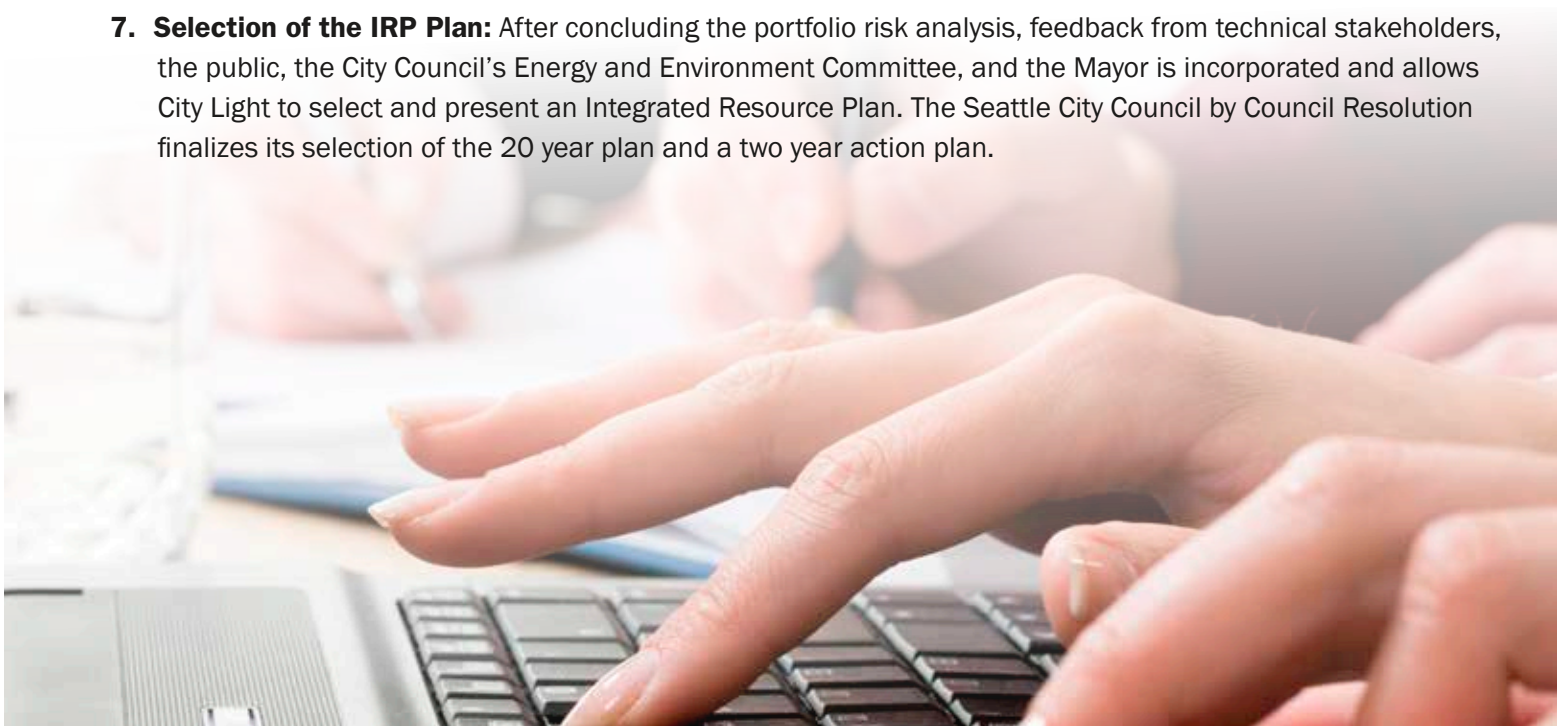 7. Selection of the IRP Plan: After concluding the portfolio risk analysis, feedback from technical stakeholders,
the public, the City Council’s Energy and Environment Committee, and the Mayor is incorporated and allows
City Light to select and present an Integrated Resource Plan. The Seattle City Council by Council Resolution
finalizes its selection of the 20 year plan and a two year action plan.